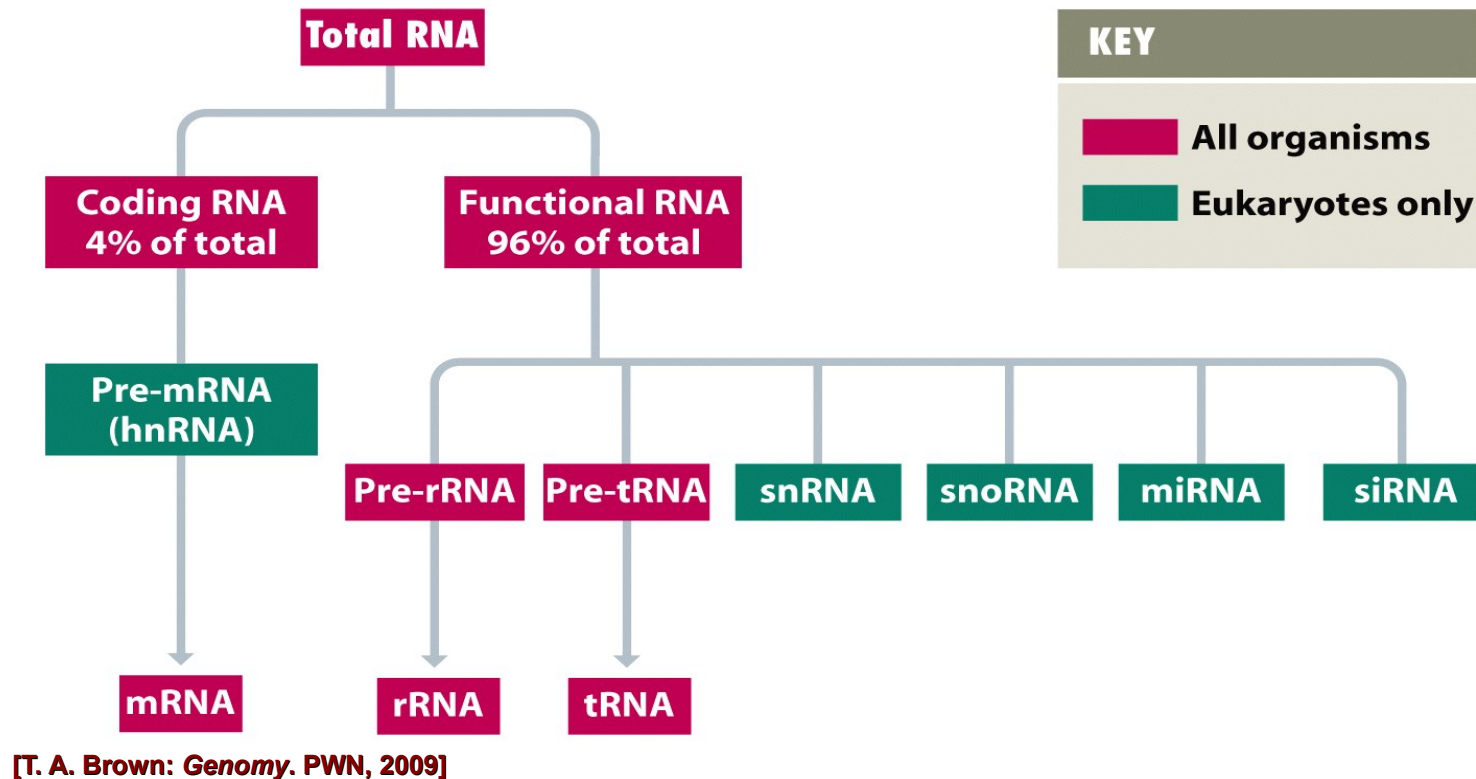 Total RNA
KEY
All organisms
Eukaryotes only
Coding RNA
4% of total
Functional RNA
96% of total
Pre-mRNA
(hnRNA)
Pre-rRNA
Pre-tRNA
snRNA
snoRNA
miRNA
siRNA
mRNA
rRNA
tRNA
[T. A. Brown: Genomy. PWN, 2009]